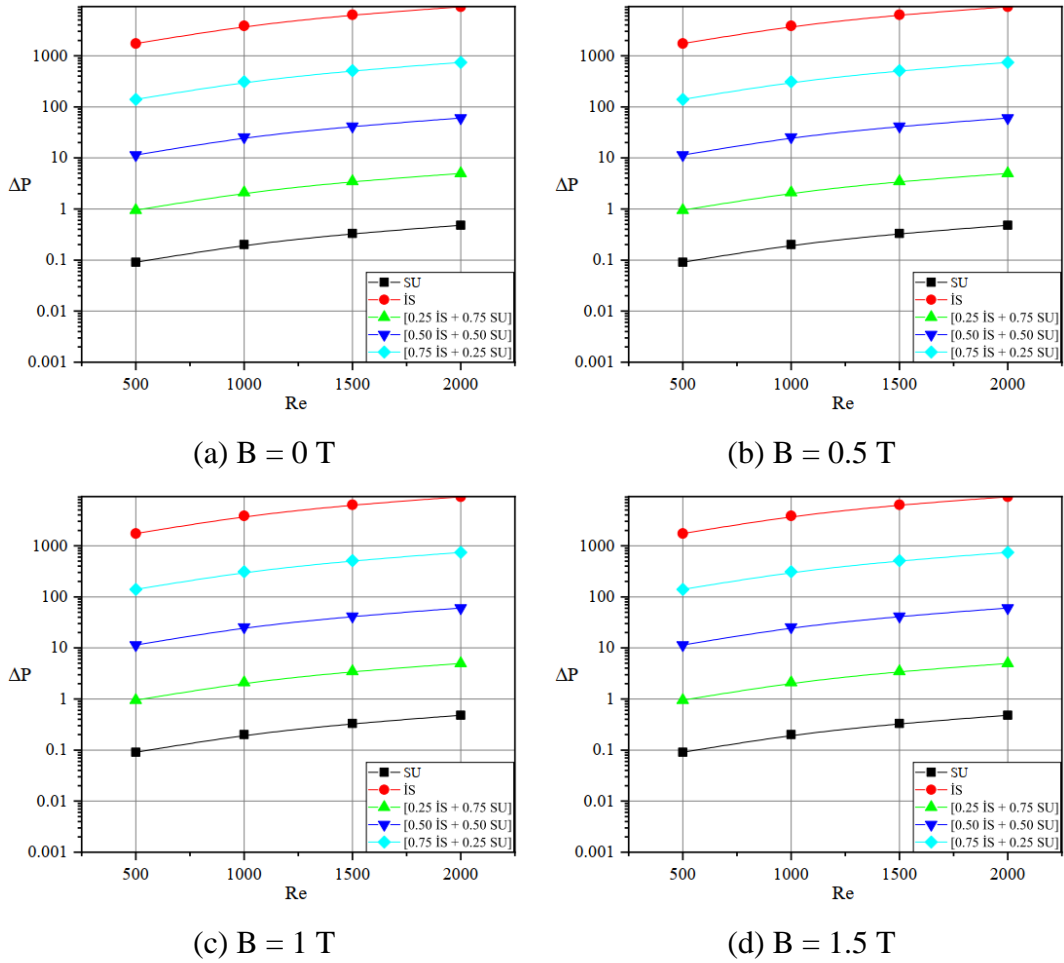 1000
100
10
1
0.1
0.01
0.001
ΔP
500 1000 1500 2000
Re
SU
İS
[0.25 İS + 0.75 SU]
[0.50 İS + 0.50 SU]
[0.75 İS + 0.25 SU]
(a) B = 0 T
1000
100
10
1
0.1
0.01
0.001
ΔP
500 1000 1500 2000
Re
SU
İS
[0.25 İS + 0.75 SU]
[0.50 İS + 0.50 SU]
[0.75 İS + 0.25 SU]
(b) B = 0.5 T
1000
100
10
1
0.1
0.01
0.001
ΔP
500 1000 1500 2000
Re
SU
İS
[0.25 İS + 0.75 SU]
[0.50 İS + 0.50 SU]
[0.75 İS + 0.25 SU]
(c) B = 1 T
1000
100
10
1
0.1
0.01
0.001
ΔP
500 1000 1500 2000
Re
SU
İS
[0.25 İS + 0.75 SU]
[0.50 İS + 0.50 SU]
[0.75 İS + 0.25 SU]
(d) B = 1.5 T